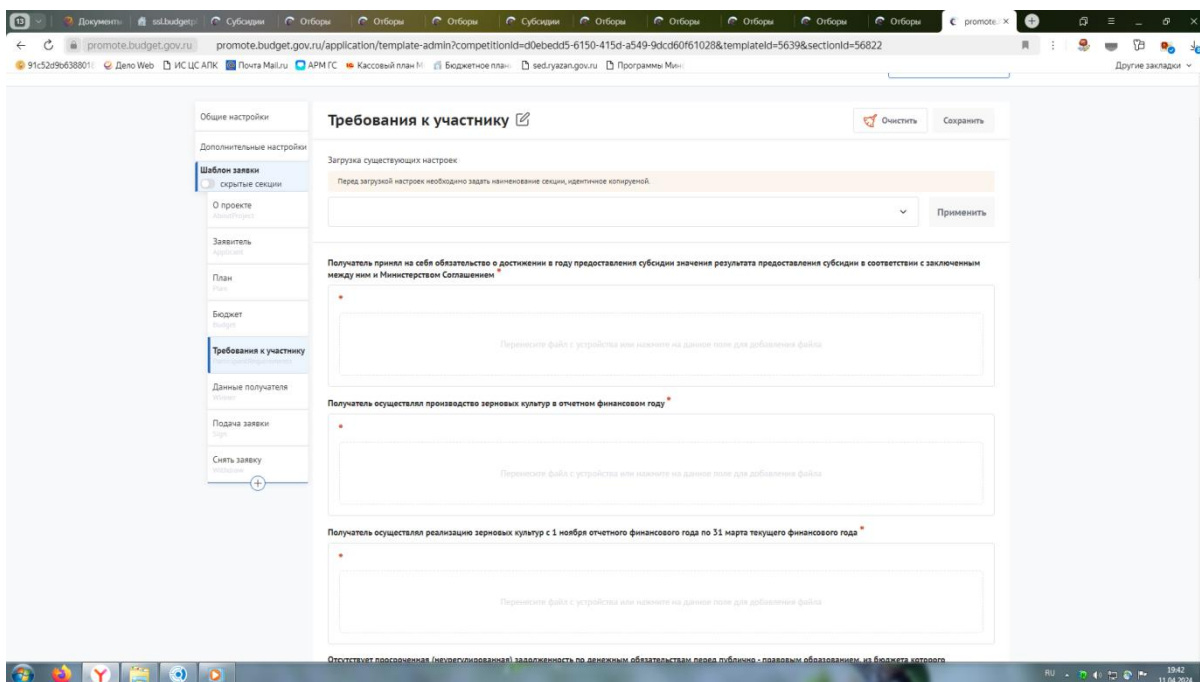 13
Документы
ssl.budgetp
Субсидии
Отборы
Отборы
Отборы
Субсидии
Отборы
Отборы
Отборы
Отборы
promote.
promote.budget.gov.ru
promote.budget.gov.ru/application/template-admin?competitionId=d0ebedd5-6150-415d-a549-9dcd60f61028&templateId=5639&sectionId=56822
91c52d9b6388018
Дело Web
ИС ЦС АПК
Почта Mail.ru
АРМ ГС
Кассовый план М
Бюджетное план
sed.ryazan.gov.ru
Программы Мин
Другие закладки
Общие настройки
Требования к участнику
Очистить
Сохранить
Дополнительные настройки
Шаблон заявки
скрытые секции
Загрузка существующих настроек
Перед загрузкой настроек необходимо задать наименование секции, идентичное копируемой.
О проекте
AboutProject
Применить
Заявитель
Applicant
План
Plan
Получатель принял на себя обязательство о достижении в году предоставления субсидии значения результата предоставления субсидии в соответствии с заключенным
между ним и Министерством Соглашением *
*
Бюджет
Budget
Перенесите файл с устройства или нажмите на данное поле для добавления файла
Требования к участнику
Данные получателя
Winner
Получатель осуществлял производство зерновых культур в отчетном финансовом году *
*
Подача заявки
Sign
Снять заявку
Withdraw
Перенесите файл с устройства или нажмите на данное поле для добавления файла
Получатель осуществлял реализацию зерновых культур с 1 ноября отчетного финансового года по 31 марта текущего финансового года *
*
Перенесите файл с устройства или нажмите на данное поле для добавления файла
Отсутствует просроченная (неурегулированная) задолженность по денежным обязательствам перед публично - правовым образованием, из бюджета которого
RU
19:42
11.04.2024